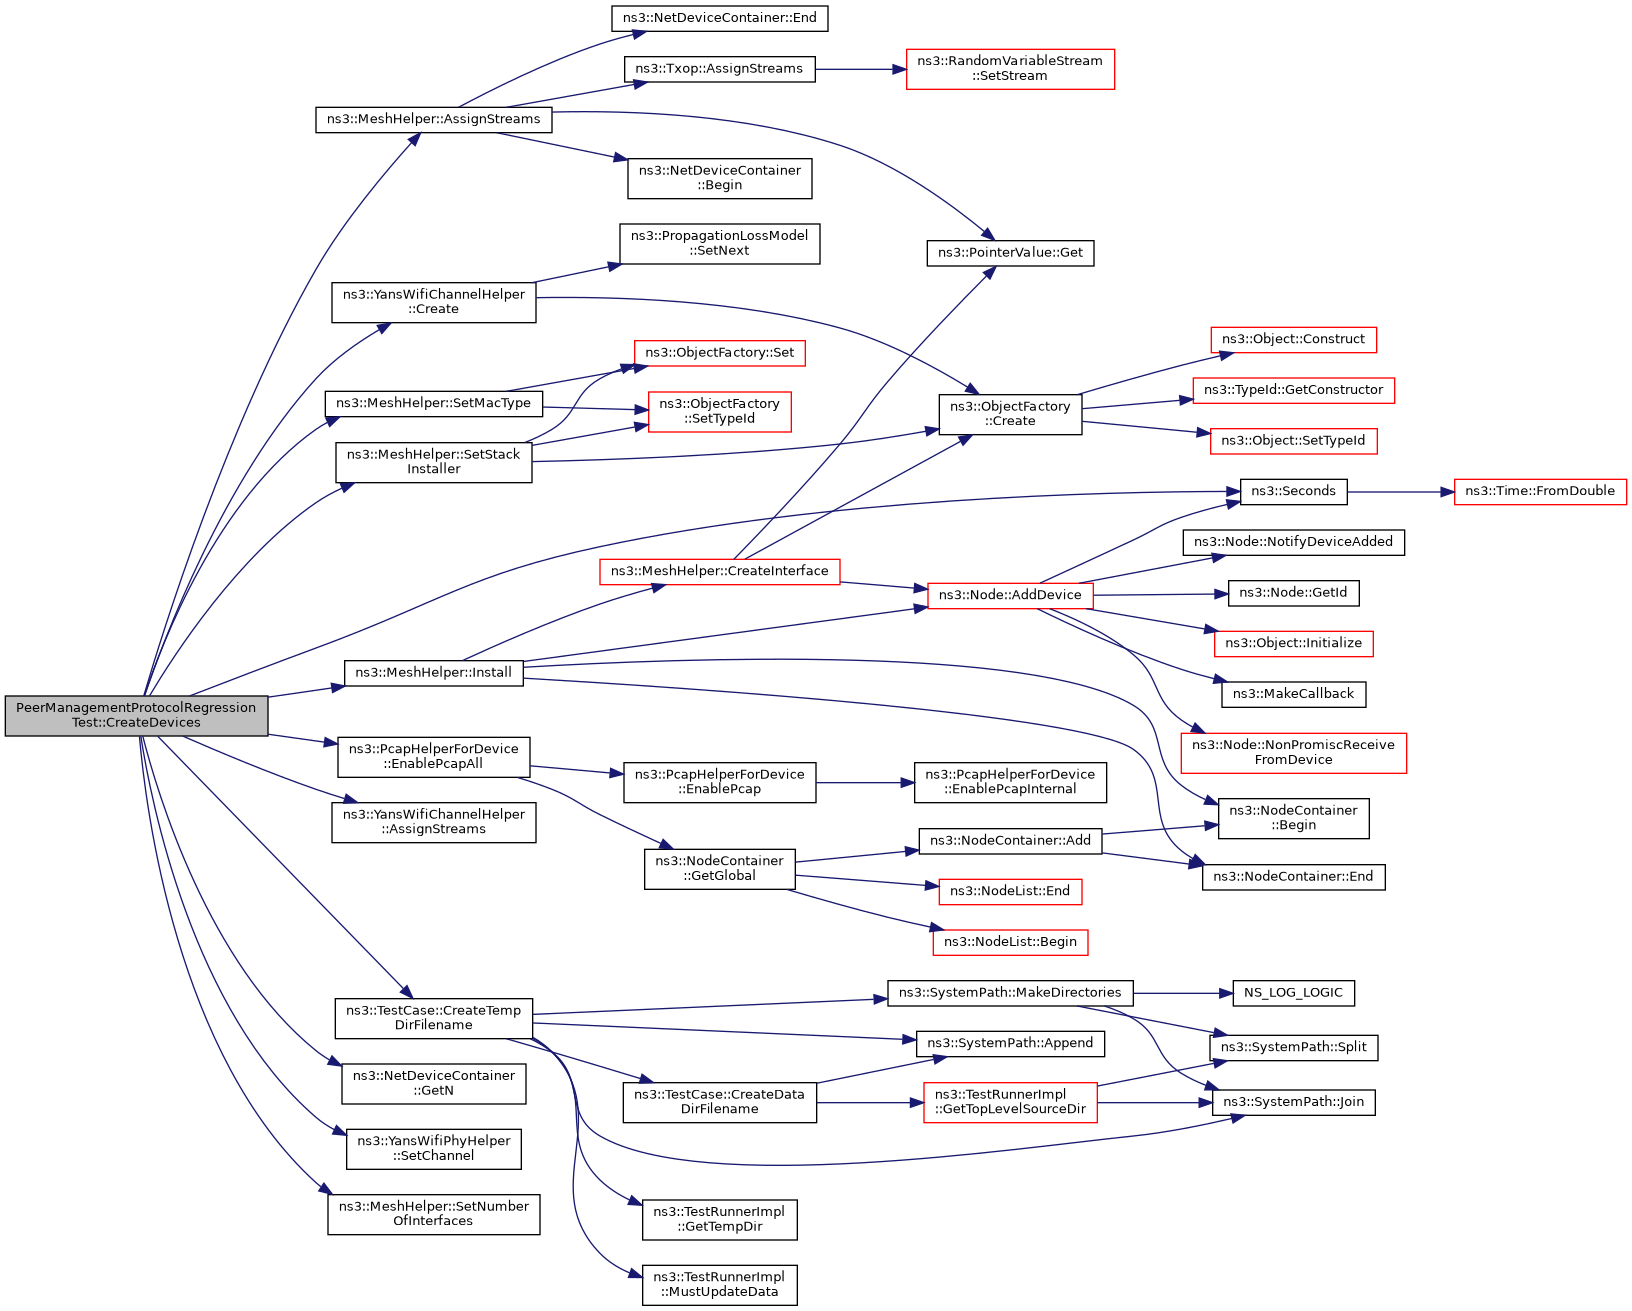 ns3::NetDeviceContainer::End
ns3::Txop::AssignStreams
ns3::RandomVariableStream
::SetStream
ns3::MeshHelper::AssignStreams
ns3::NetDeviceContainer
::Begin
ns3::PropagationLossModel
::SetNext
ns3::PointerValue::Get
ns3::YansWifiChannelHelper
::Create
ns3::ObjectFactory::Set
ns3::Object::Construct
ns3::MeshHelper::SetMacType
ns3::ObjectFactory
::SetTypeId
ns3::ObjectFactory
::Create
ns3::TypeId::GetConstructor
ns3::Object::SetTypeId
ns3::MeshHelper::SetStack
Installer
ns3::Seconds
ns3::Time::FromDouble
ns3::Node::NotifyDeviceAdded
ns3::MeshHelper::CreateInterface
ns3::Node::AddDevice
ns3::Node::GetId
ns3::Object::Initialize
ns3::MeshHelper::Install
ns3::MakeCallback
PeerManagementProtocolRegression
Test::CreateDevices
ns3::Node::NonPromiscReceive
FromDevice
ns3::PcapHelperForDevice
::EnablePcapAll
ns3::PcapHelperForDevice
::EnablePcap
ns3::PcapHelperForDevice
::EnablePcapInternal
ns3::YansWifiChannelHelper
::AssignStreams
ns3::NodeContainer
::Begin
ns3::NodeContainer::Add
ns3::NodeContainer
::GetGlobal
ns3::NodeContainer::End
ns3::NodeList::End
ns3::NodeList::Begin
ns3::SystemPath::MakeDirectories
NS_LOG_LOGIC
ns3::TestCase::CreateTemp
DirFilename
ns3::SystemPath::Append
ns3::SystemPath::Split
ns3::NetDeviceContainer
::GetN
ns3::TestCase::CreateData
DirFilename
ns3::TestRunnerImpl
::GetTopLevelSourceDir
ns3::SystemPath::Join
ns3::YansWifiPhyHelper
::SetChannel
ns3::MeshHelper::SetNumber
OfInterfaces
ns3::TestRunnerImpl
::GetTempDir
ns3::TestRunnerImpl
::MustUpdateData